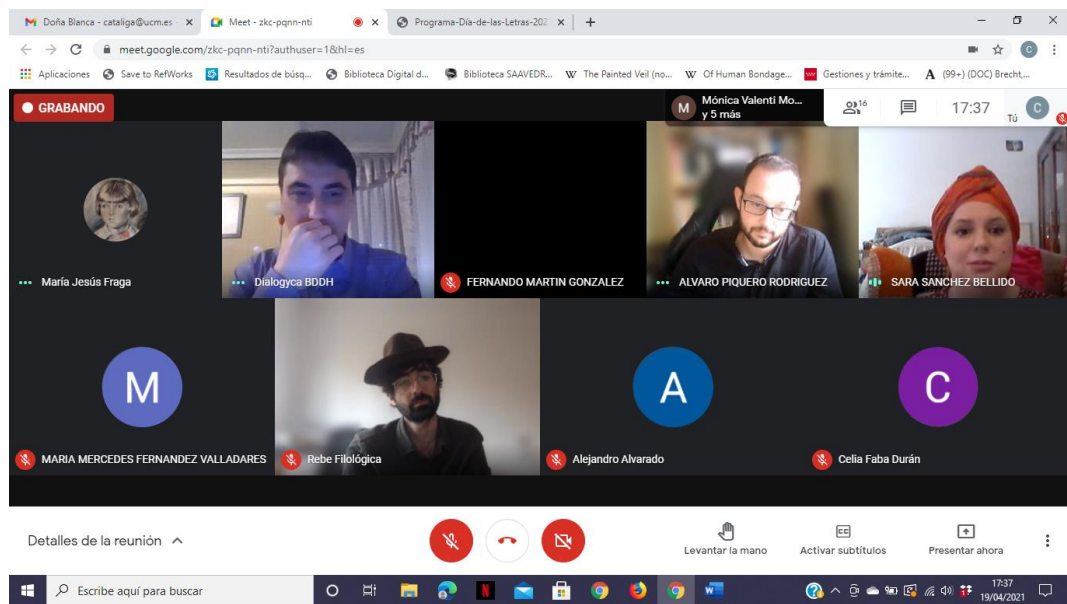 Doña Blanca - cataliga@ucm.es -
Meet - zkc-pqnn-nti
Programa-Día-de-las-Letras-202
meet.google.com/zkc-pqnn-nti?authuser=1&hl=es
C
Aplicaciones
Save to RefWorks
Resultados de búsq...
Biblioteca Digital d...
Biblioteca SAAVEDR...
W The Painted Veil (no...
W Of Human Bondage...
Gestiones y trámite...
A (99+) (DOC) Brecht,...
GRABANDO
M
Mónica Valenti Mo...
y 5 más
16
17:37
Tú
C
María Jesús Fraga
Dialogyca BDDH
FERNANDO MARTIN GONZALEZ
ALVARO PIQUERO RODRIGUEZ
SARA SANCHEZ BELLIDO
M
A
C
MARIA MERCEDES FERNANDEZ VALLADARES
Rebe Filológica
Alejandro Alvarado
Celia Faba Durán
Detalles de la reunión
CC
Levantar la mano
Activar subtítulos
Presentar ahora
Escribe aquí para buscar
17:37
19/04/2021